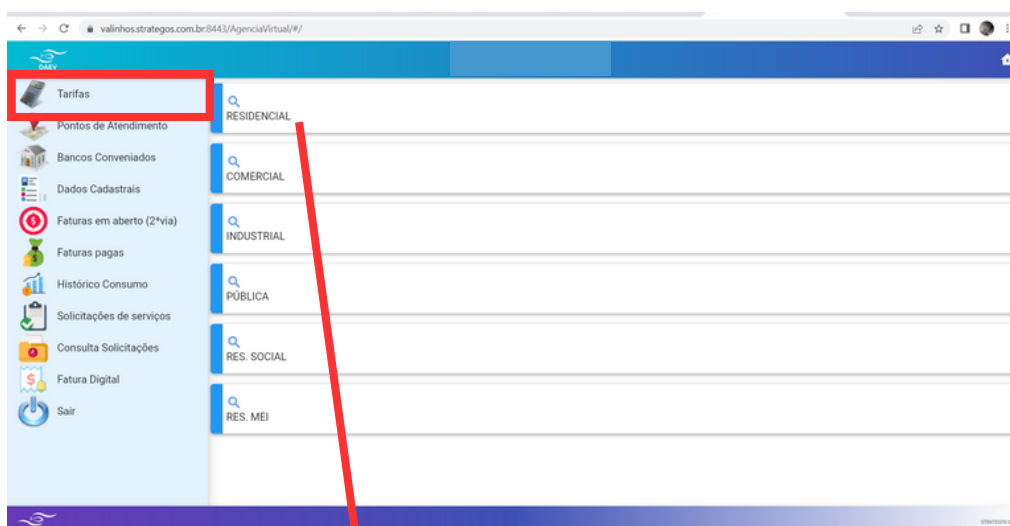 valinhos.strategos.com.br:8443/AgenciaVirtual/#/
DAEV
Tarifas
Pontos de Atendimento
Bancos Conveniados
Dados Cadastrais
Faturas em aberto (2ªvia)
Faturas pagas
Histórico Consumo
Solicitações de serviços
Consulta Solicitações
Fatura Digital
Sair
RESIDENCIAL
COMERCIAL
INDUSTRIAL
PÚBLICA
RES. SOCIAL
RES. MEI
STRATEGOS